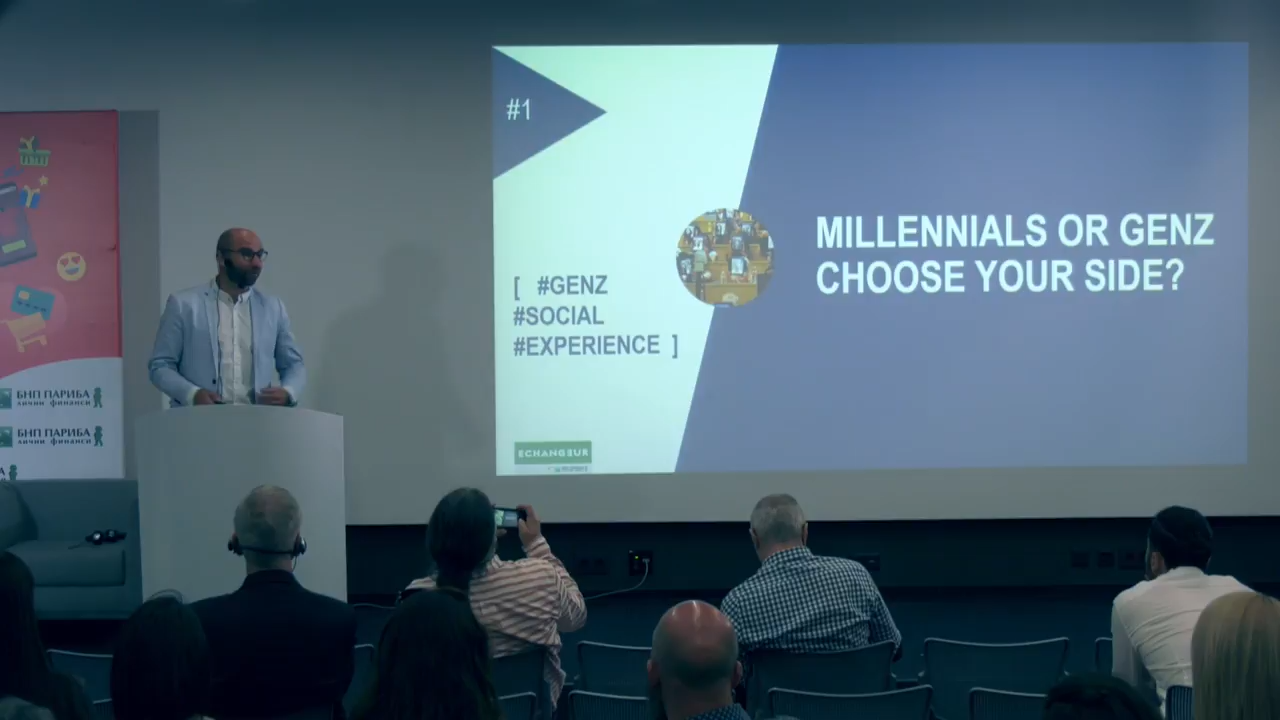 #1
MILLENNIALS OR GENZ
CHOOSE YOUR SIDE?
[ #GENZ
#SOCIAL
#EXPERIENCE ]
ECHANGEUR
БНП ПАРИБА
лични финанси
БНП ПАРИБА
лични финанси